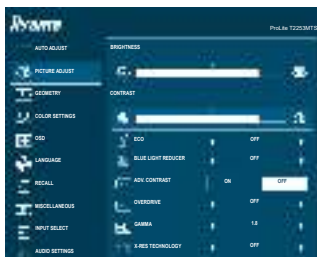 iiyama
ProLite T2253MTS
AUTO ADJUST
BRIGHTNESS
PICTURE ADJUST
GEOMETRY
CONTRAST
COLOR SETTINGS
OSD
ECO OFF
LANGUAGE
BLUE LIGHT REDUCER OFF
RECALL
ADV. CONTRAST ON OFF
MISCELLANEOUS
OVERDRIVE OFF
INPUT SELECT
GAMMA 1.8
AUDIO SETTINGS
X-RES TECHNOLOGY OFF